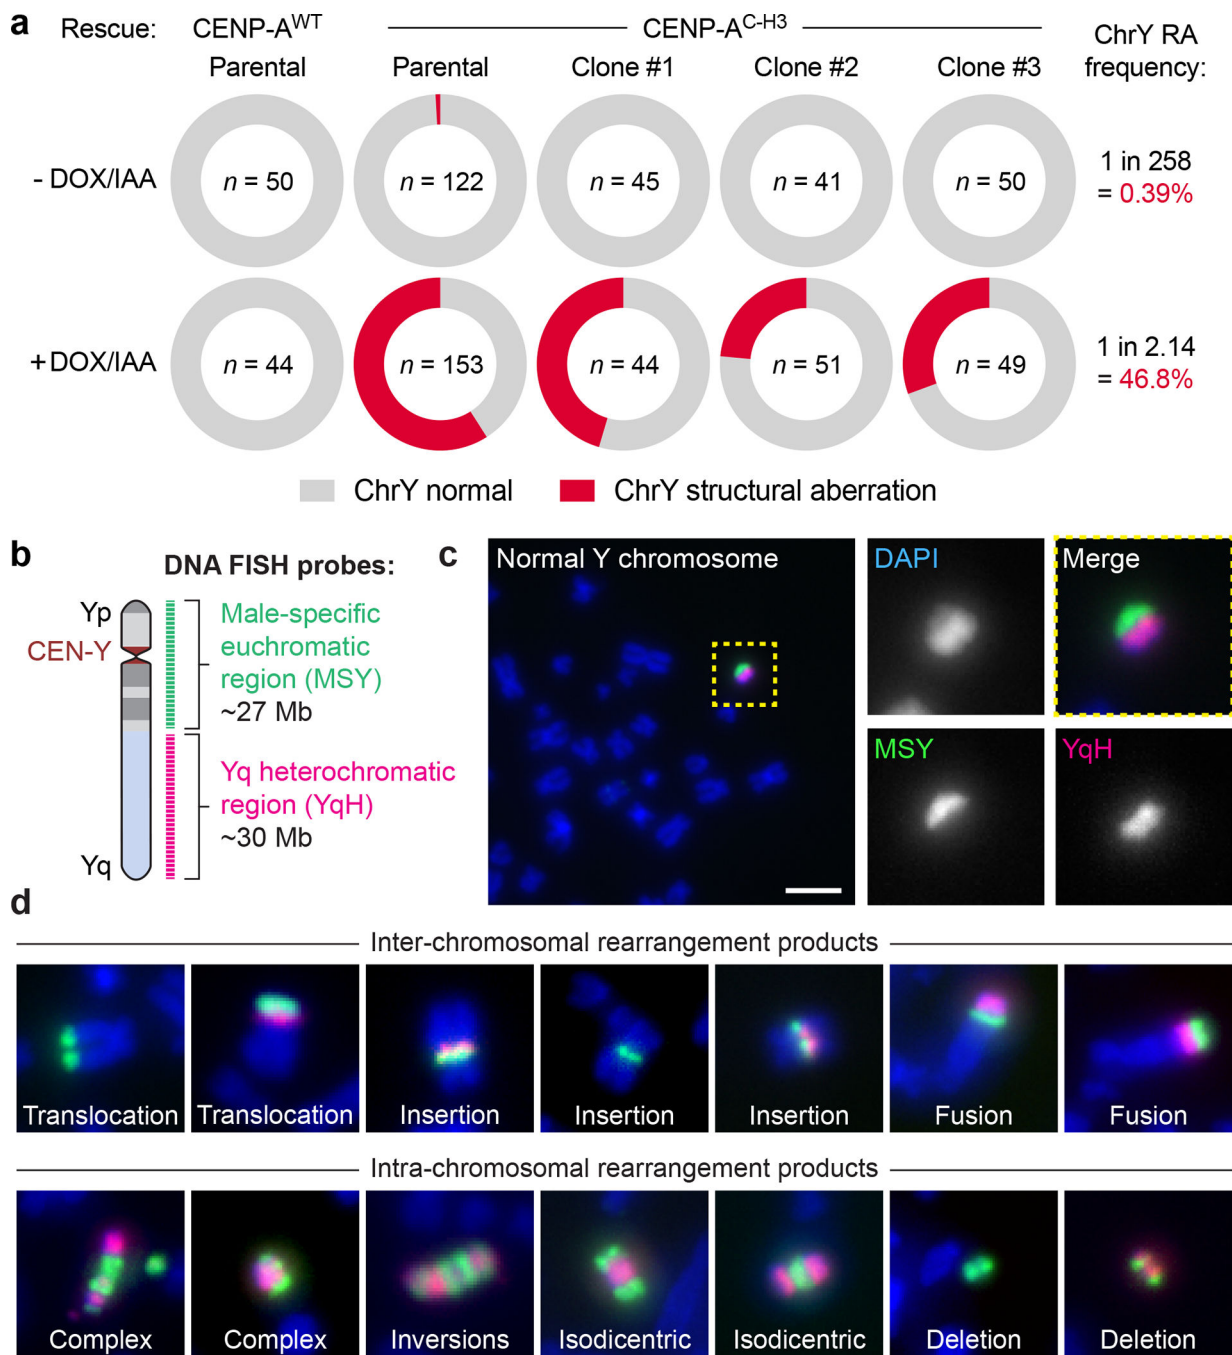 a
Rescue: CENP-A^WT CENP-A^C-H3 ChrY RA
Parental Parental Clone #1 Clone #2 Clone #3 frequency:
- DOX/IAA n = 50 n = 122 n = 45 n = 41 n = 50 1 in 258
= 0.39%
+ DOX/IAA n = 44 n = 153 n = 44 n = 51 n = 49 1 in 2.14
= 46.8%
ChrY normal ChrY structural aberration
b
DNA FISH probes:
Yp
CEN-Y
Yq
Male-specific
euchromatic
region (MSY)
~27 Mb
Yq heterochromatic
region (YqH)
~30 Mb
c
Normal Y chromosome
DAPI
Merge
MSY
YqH
d
Inter-chromosomal rearrangement products
Translocation Translocation Insertion Insertion Insertion Fusion Fusion
Intra-chromosomal rearrangement products
Complex Complex Inversions Isodicentric Isodicentric Deletion Deletion